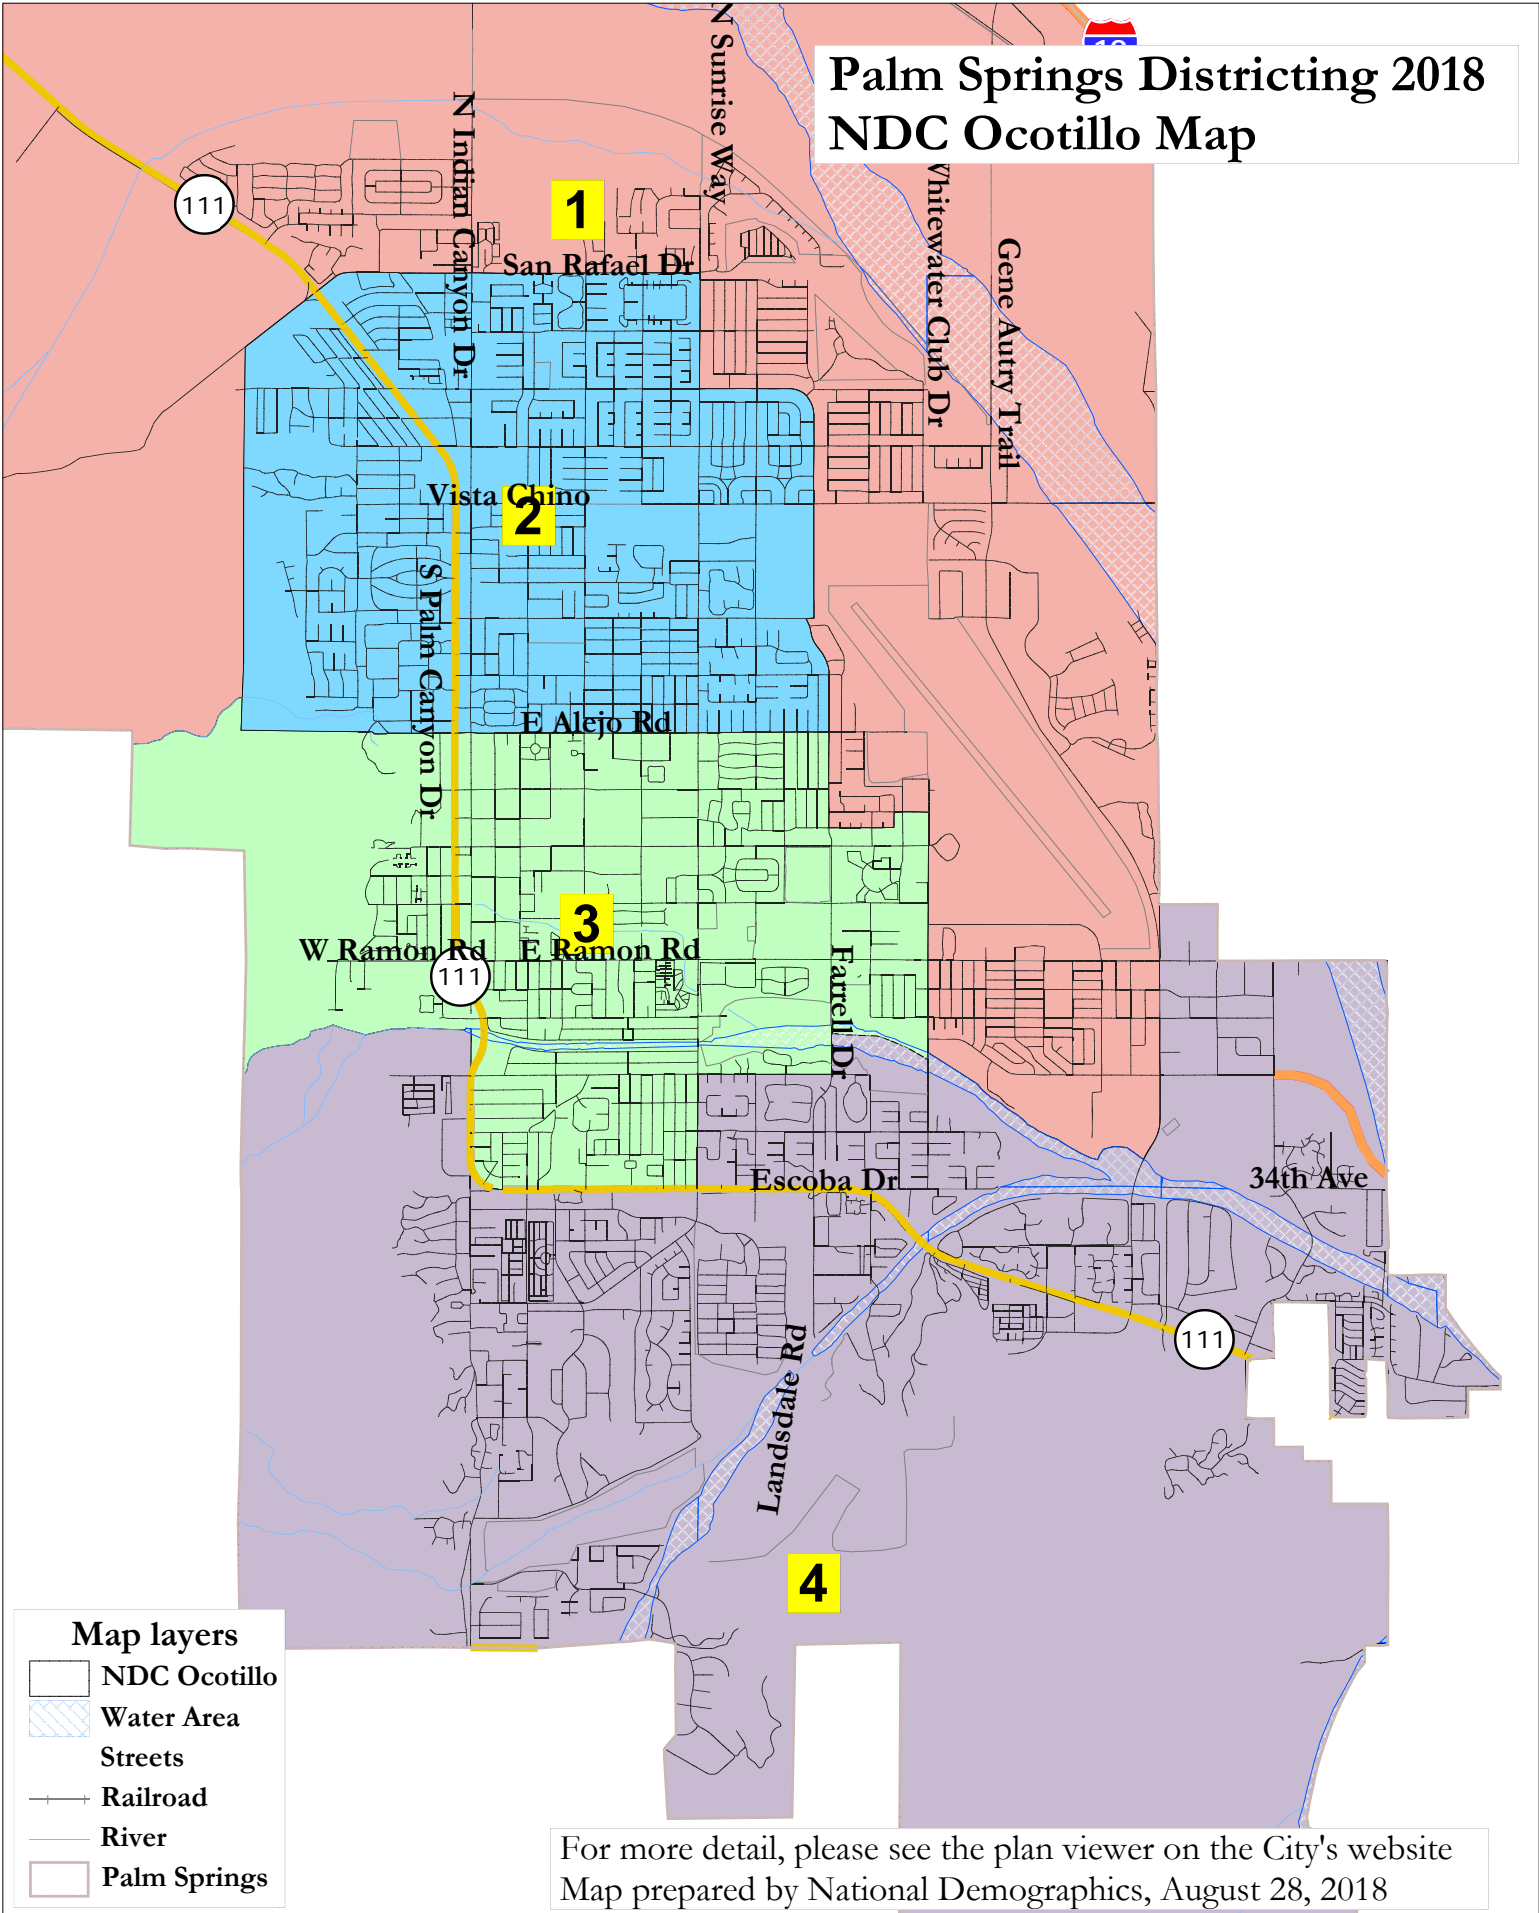 Palm Springs Districting 2018
NDC Ocotillo Map
N Sunrise Way
N Indian Canyon Dr
111
1
San Rafael Dr
Whitewater Club Dr
Gene Autry Trail
Vista Chino
2
S Palm Canyon Dr
E Alejo Rd
3
W Ramon Rd
E Ramon Rd
111
Farrell Dr
Escoba Dr
34th Ave
111
Landsdale Rd
4
Map layers
NDC Ocotillo
Water Area
Streets
Railroad
River
Palm Springs
For more detail, please see the plan viewer on the City's website
Map prepared by National Demographics, August 28, 2018